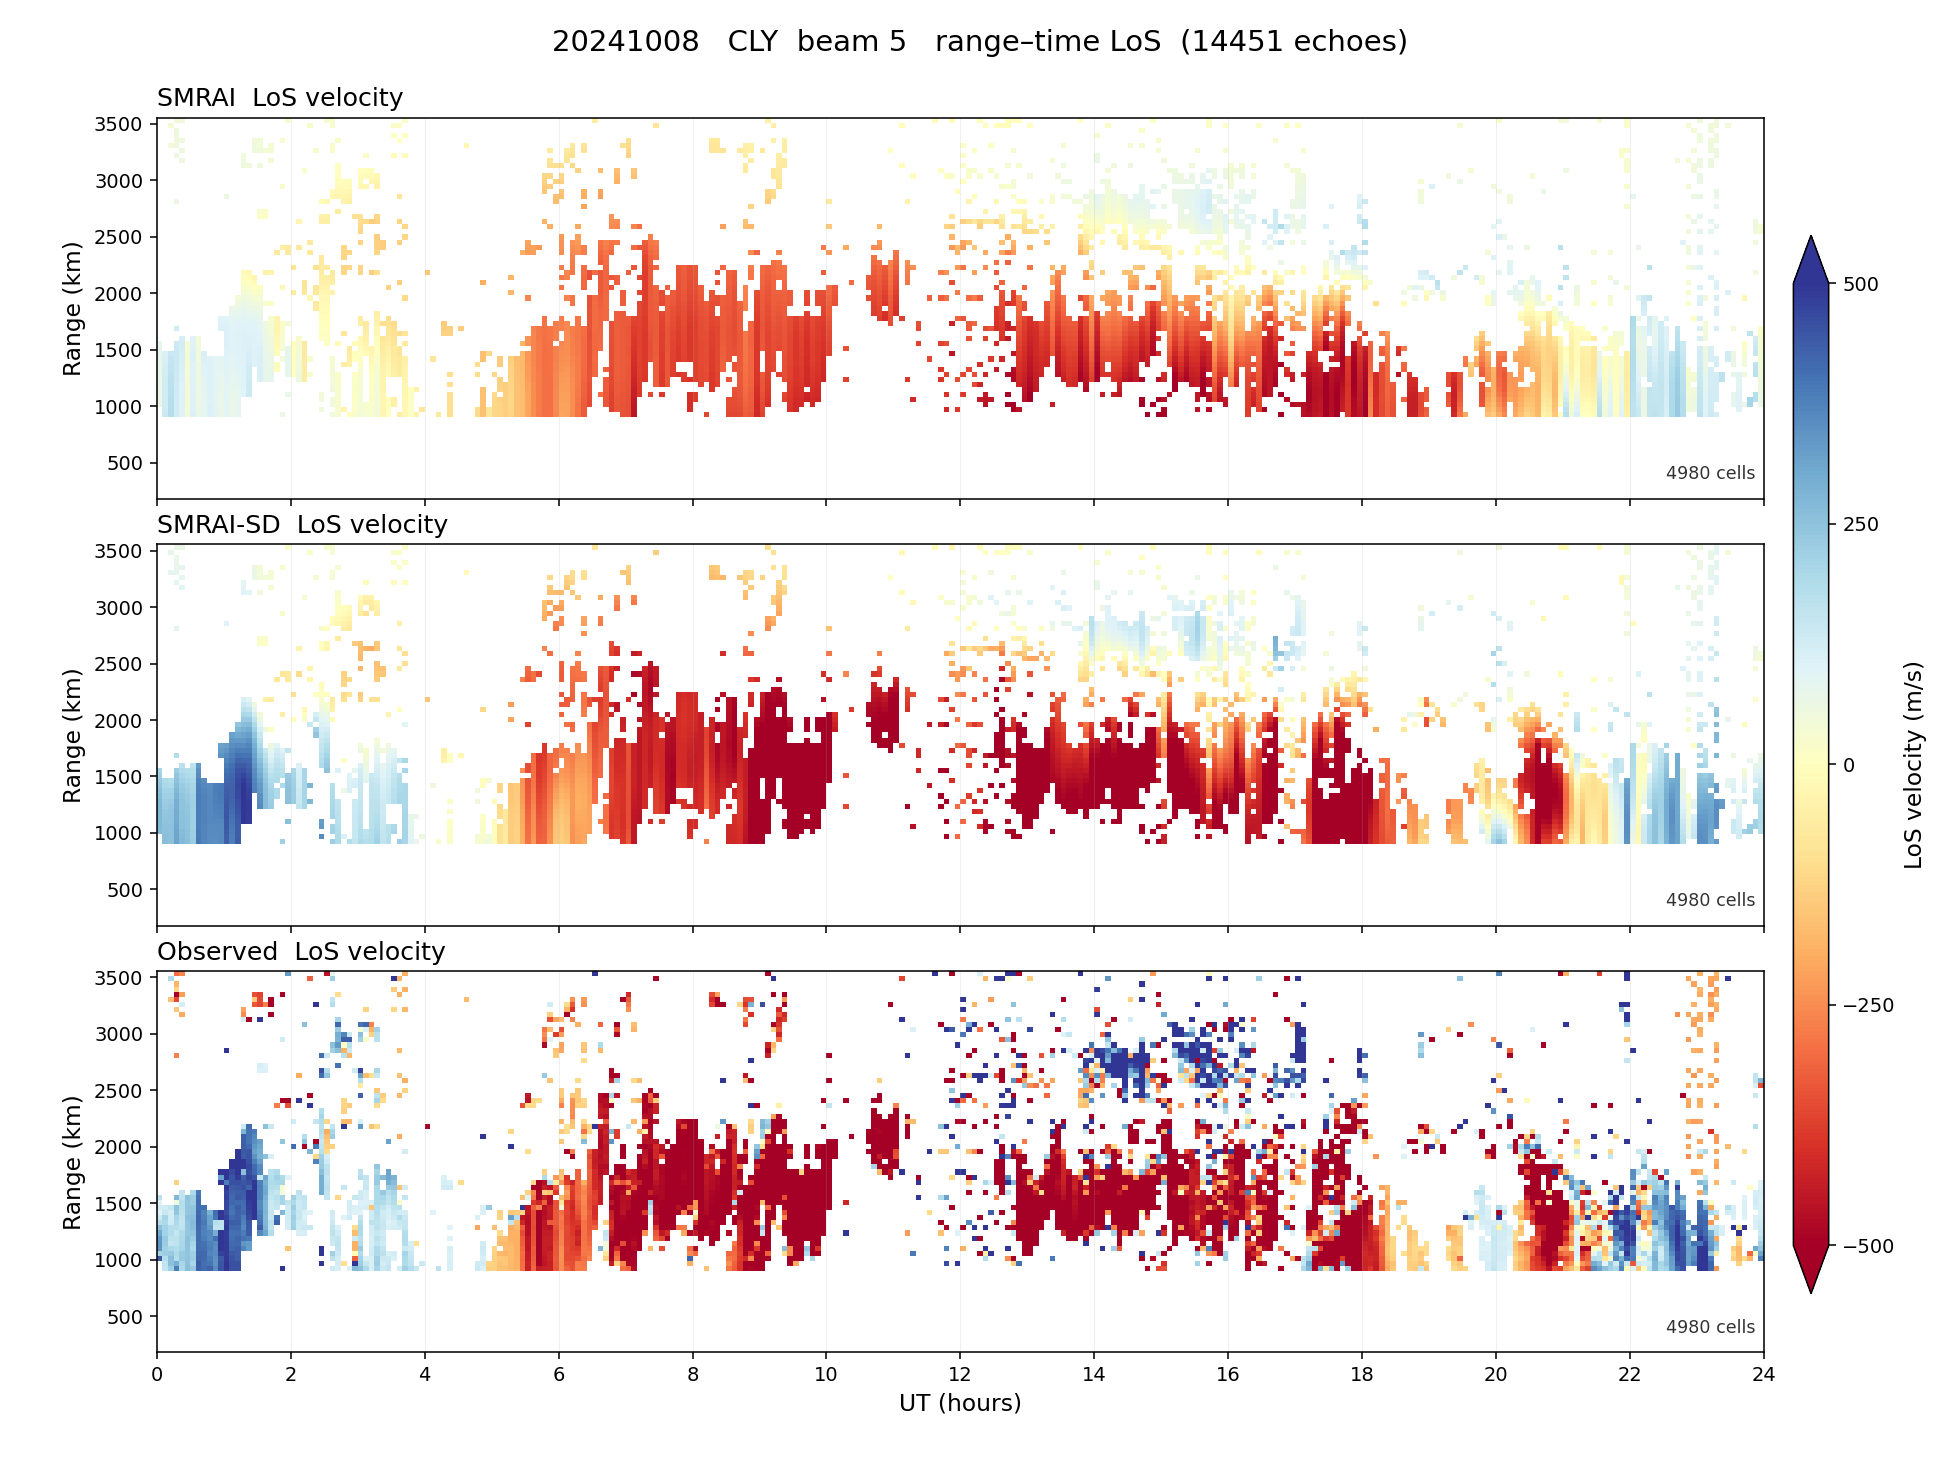 20241008   CLY  beam 5   range–time LoS  (14451 echoes)
SMRAI  LoS velocity
3500
3000
2500
2000
1500
1000
500
Range (km)
4980 cells
SMRAI-SD  LoS velocity
3500
3000
2500
2000
1500
1000
500
Range (km)
4980 cells
Observed  LoS velocity
3500
3000
2500
2000
1500
1000
500
Range (km)
4980 cells
0 2 4 6 8 10 12 14 16 18 20 22 24
UT (hours)
500
250
0
−250
−500
LoS velocity (m/s)